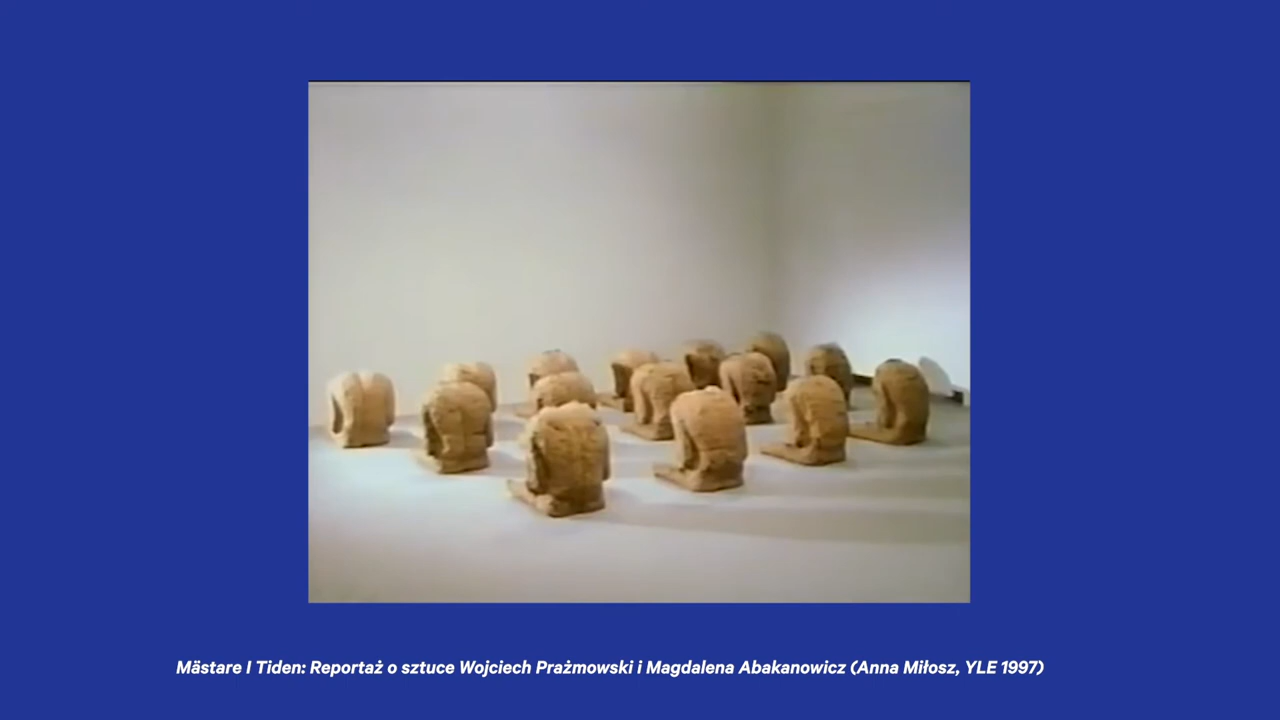 Mästare I Tiden: Reportaż o sztuce Wojciech Prażmowski i Magdalena Abakanowicz (Anna Miłosz, YLE 1997)